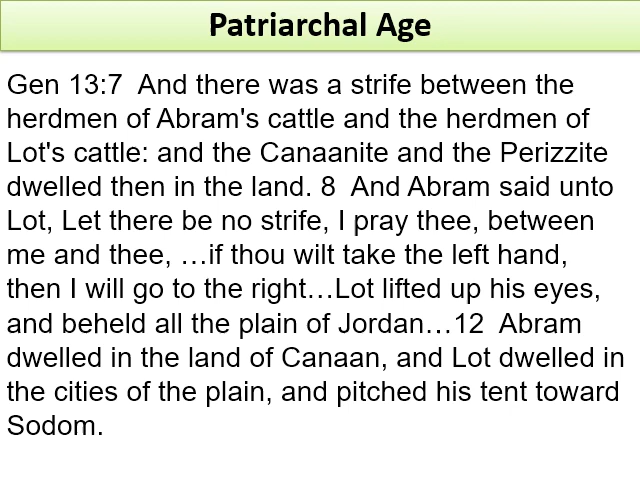 Patriarchal Age
Gen 13:7  And there was a strife between the
herdmen of Abram's cattle and the herdmen of
Lot's cattle: and the Canaanite and the Perizzite
dwelled then in the land. 8  And Abram said unto
Lot, Let there be no strife, I pray thee, between
me and thee, …if thou wilt take the left hand,
then I will go to the right…Lot lifted up his eyes,
and beheld all the plain of Jordan…12  Abram
dwelled in the land of Canaan, and Lot dwelled in
the cities of the plain, and pitched his tent toward
Sodom.